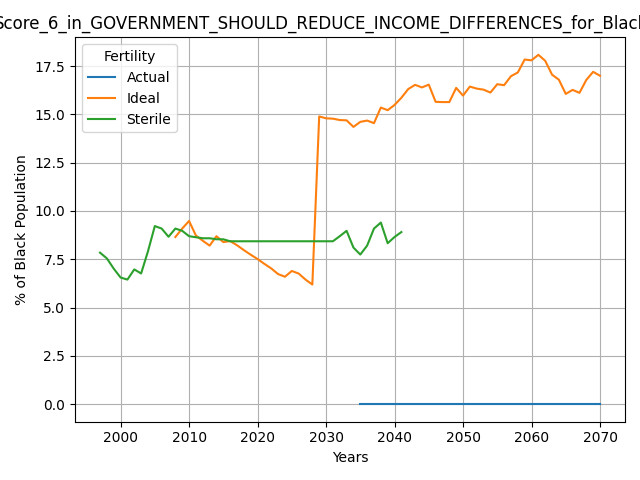 Score_6_in_GOVERNMENT_SHOULD_REDUCE_INCOME_DIFFERENCES_for_Black
Fertility
Actual
Ideal
Sterile
% of Black Population
17.5
15.0
12.5
10.0
7.5
5.0
2.5
0.0
2000 2010 2020 2030 2040 2050 2060 2070
Years